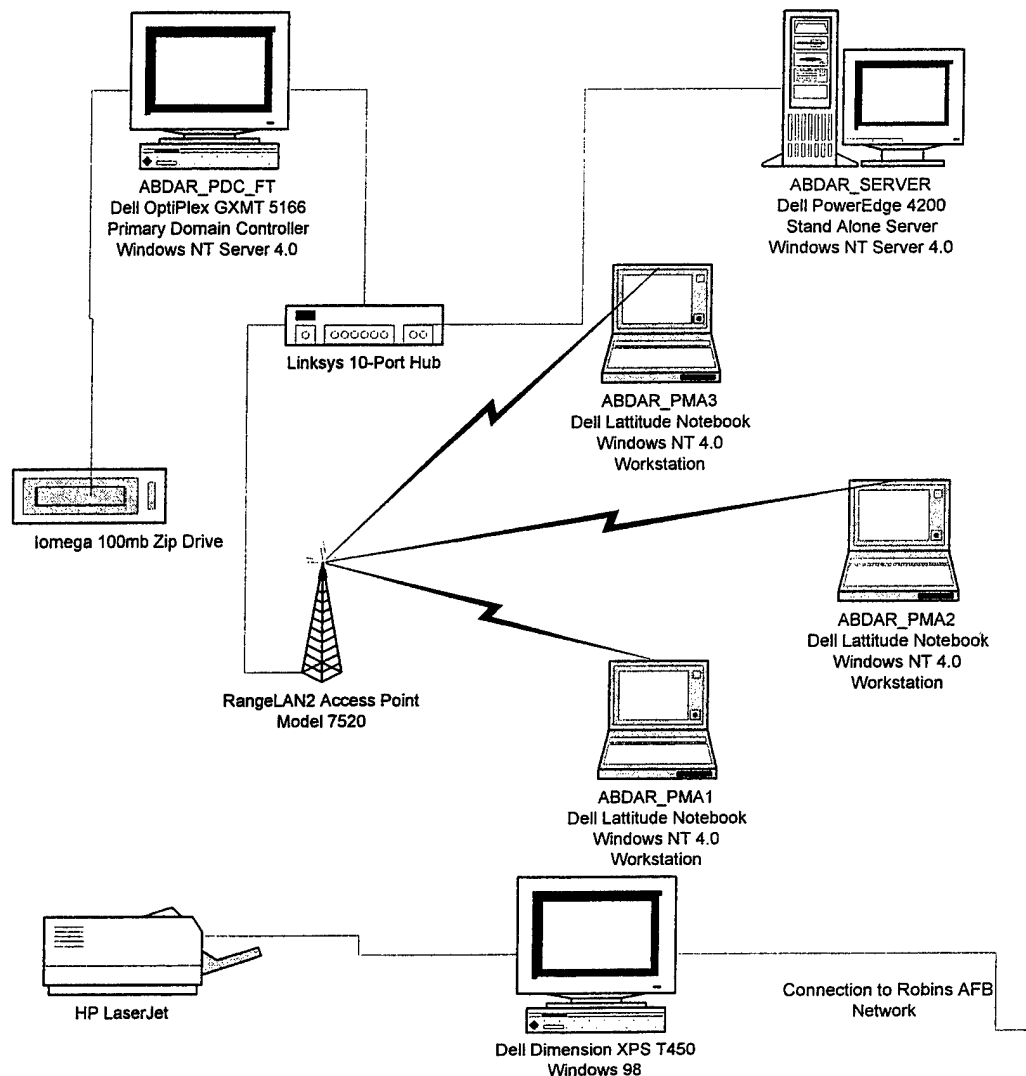 ABDAR_PDC_FT
Dell OptiPlex GXMT 5166
Primary Domain Controller
Windows NT Server 4.0
ABDAR_SERVER
Dell PowerEdge 4200
Stand Alone Server
Windows NT Server 4.0
Linksys 10-Port Hub
ABDAR_PMA3
Dell Lattitude Notebook
Windows NT 4.0
Workstation
Iomega 100mb Zip Drive
ABDAR_PMA2
Dell Lattitude Notebook
Windows NT 4.0
Workstation
RangeLAN2 Access Point
Model 7520
ABDAR_PMA1
Dell Lattitude Notebook
Windows NT 4.0
Workstation
HP LaserJet
Connection to Robins AFB
Network
Dell Dimension XPS T450
Windows 98